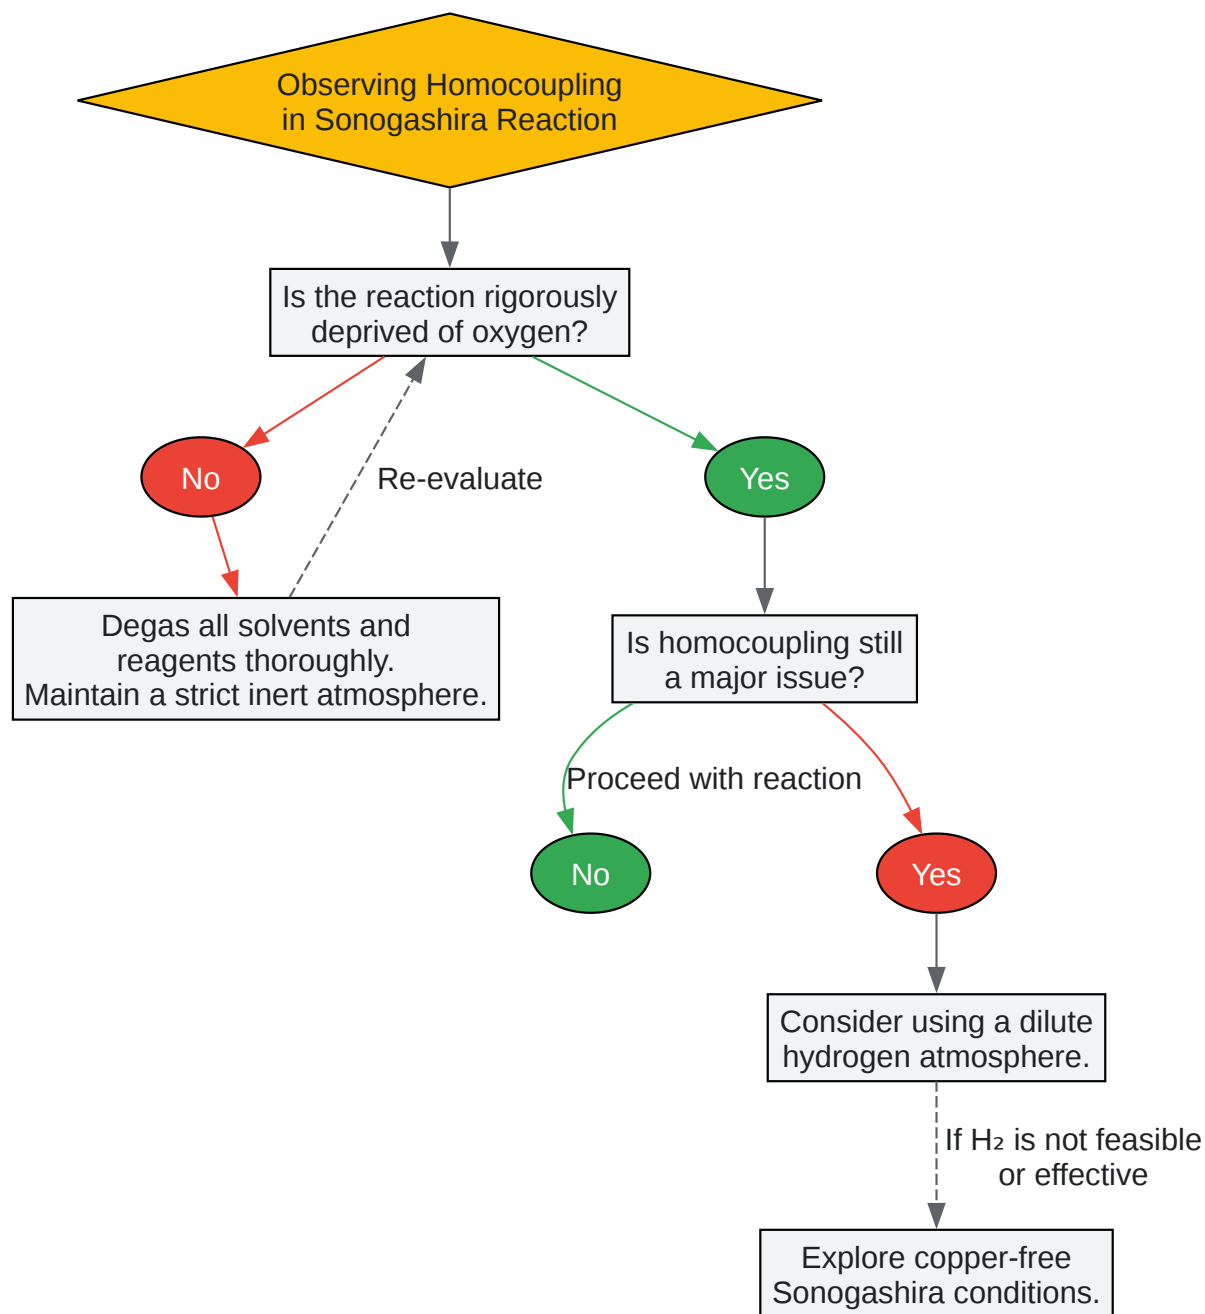 Observing Homocoupling
in Sonogashira Reaction
Is the reaction rigorously
deprived of oxygen?
No
Re-evaluate
Yes
Degas all solvents and
reagents thoroughly.
Maintain a strict inert atmosphere.
Is homocoupling still
a major issue?
Proceed with reaction
No
Yes
Consider using a dilute
hydrogen atmosphere.
If H₂ is not feasible
or effective
Explore copper-free
Sonogashira conditions.